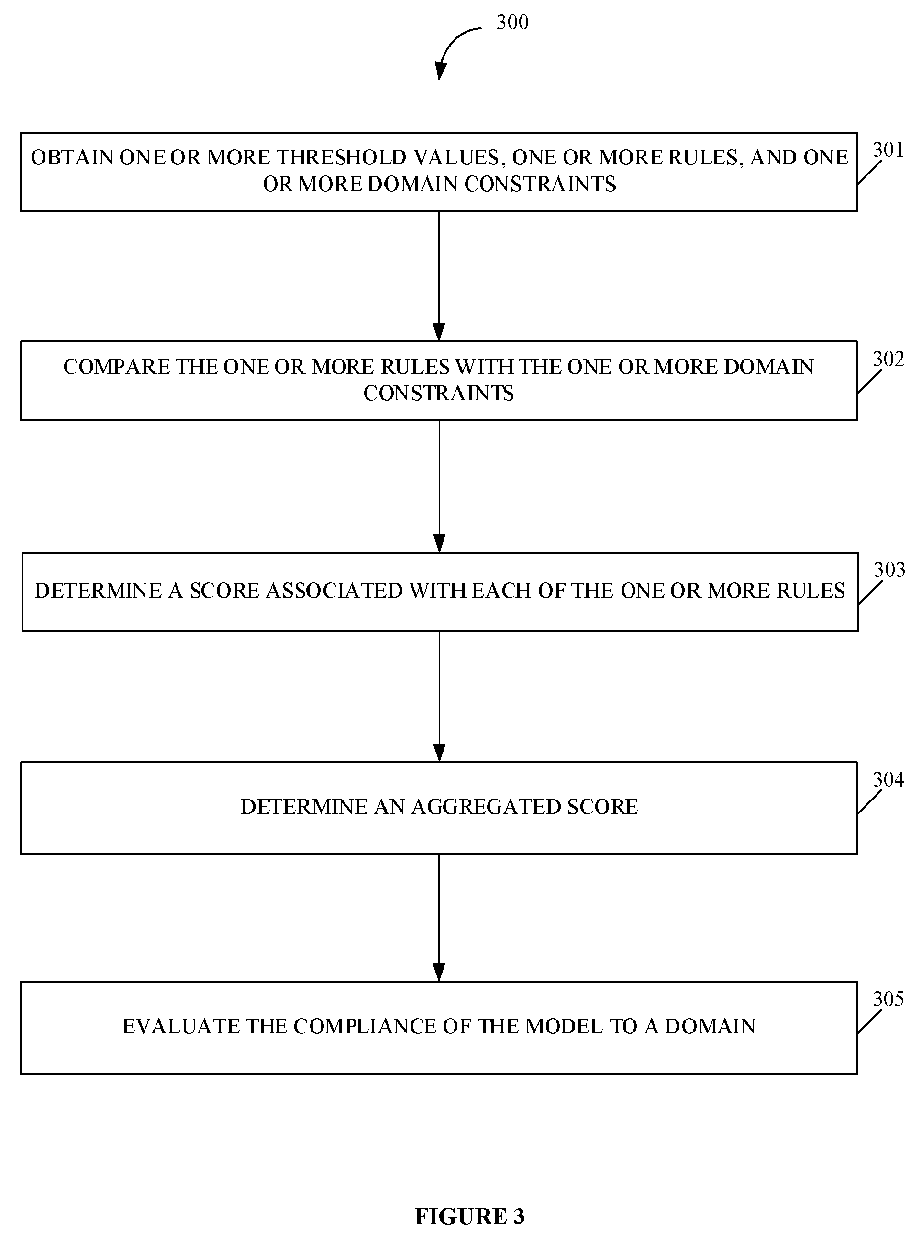 300
OBTAIN ONE OR MORE THRESHOLD VALUES, ONE OR MORE RULES, AND ONE
OR MORE DOMAIN CONSTRAINTS
301
COMPARE THE ONE OR MORE RULES WITH THE ONE OR MORE DOMAIN
CONSTRAINTS
302
DETERMINE A SCORE ASSOCIATED WITH EACH OF THE ONE OR MORE RULES
303
DETERMINE AN AGGREGATED SCORE
304
EVALUATE THE COMPLIANCE OF THE MODEL TO A DOMAIN
305
FIGURE 3